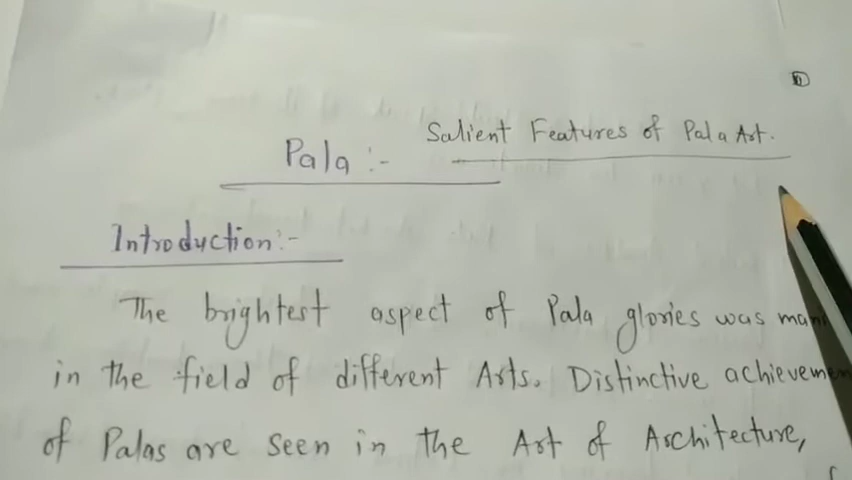 Salient Features of Pala Art.
Pala :-
Introduction:-
The brightest aspect of Pala glories was
in the field of different Arts. Distinctive
of Palas are seen in the Art of Architecture,